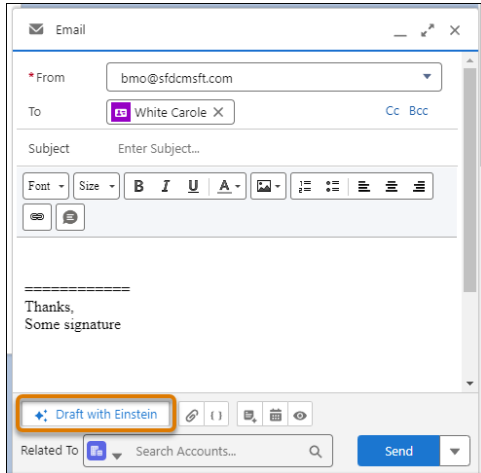 Email
*From bmo@sfdcmsft.com
To White Carole Cc Bcc
Subject Enter Subject...
Font Size B I U A
============
Thanks,
Some signature
Draft with Einstein { }
Related To Search Accounts... Send